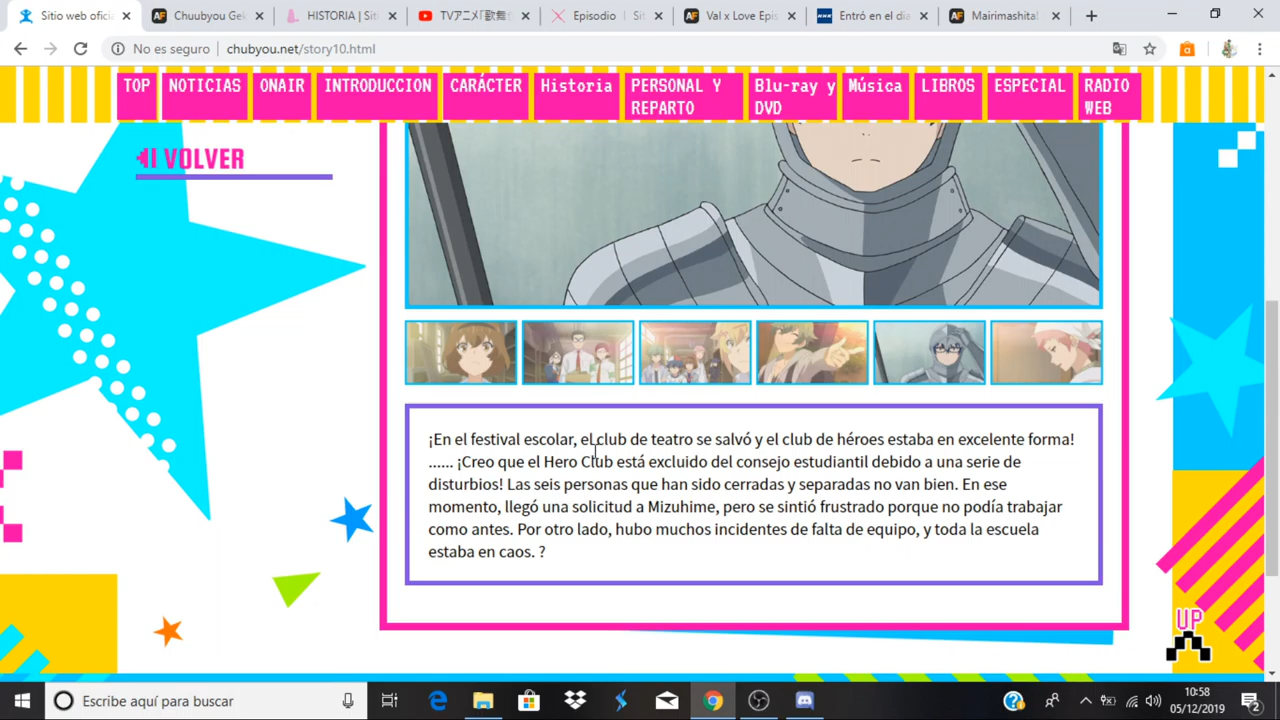 Sitio web ofici
Chuubyou Gek
HISTORIA | Siti
TVアニメ「歌舞
Episodio | Sit
Val x Love Epis
Entró en el día
Mairimashita!
No es seguro
chubyou.net/story10.html
TOP
NOTICIAS
ONAIR
INTRODUCCION
CARÁCTER
Historia
PERSONAL Y
REPARTO
Blu-ray y
DVD
Música
LIBROS
ESPECIAL
RADIO
WEB
VOLVER
¡En el festival escolar, el club de teatro se salvó y el club de héroes estaba en excelente forma!
...... ¡Creo que el Hero Club está excluido del consejo estudiantil debido a una serie de
disturbios! Las seis personas que han sido cerradas y separadas no van bien. En ese
momento, llegó una solicitud a Mizuhime, pero se sintió frustrado porque no podía trabajar
como antes. Por otro lado, hubo muchos incidentes de falta de equipo, y toda la escuela
estaba en caos. ?
UP
Escribe aquí para buscar
10:58
05/12/2019
2